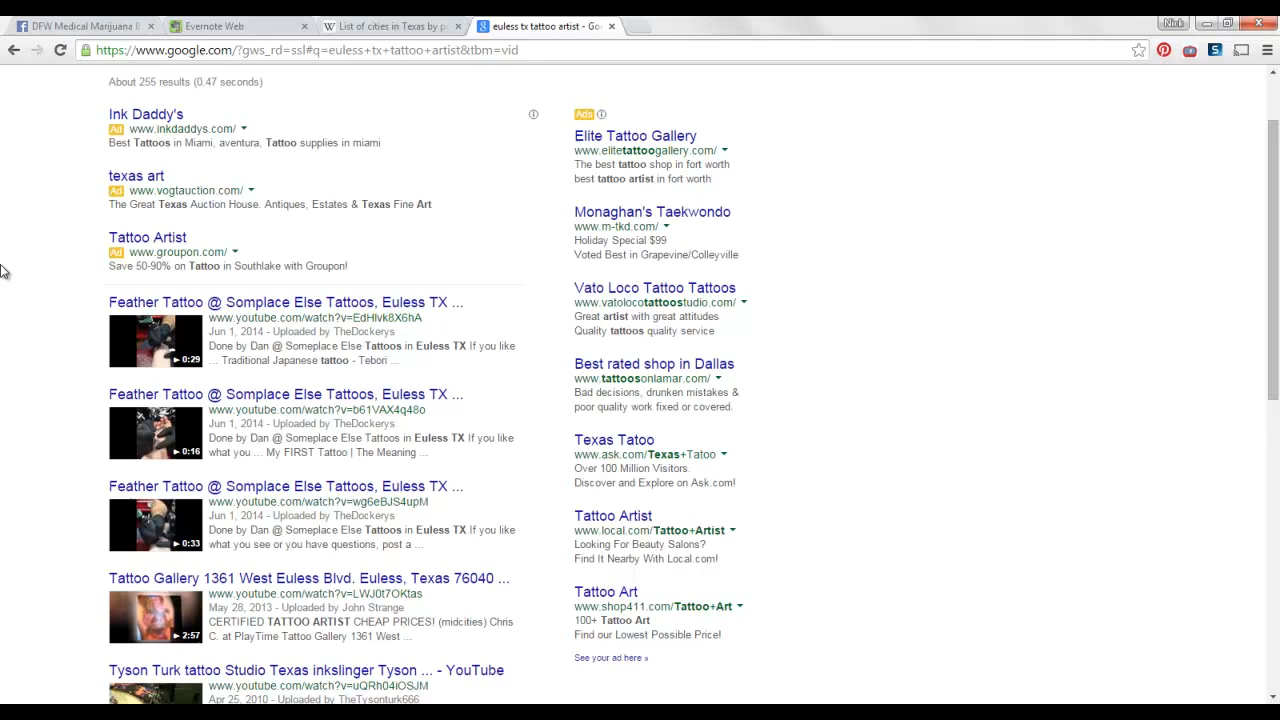 DFW Medical Marijuana E
Evernote Web
List of cities in Texas by p
euless tx tattoo artist - Go
Nick
https://www.google.com/?gws_rd=ssl#q=euless+tx+tattoo+artist&tbm=vid
About 255 results (0.47 seconds)
Ink Daddy's
Ad www.inkdaddys.com/
Best Tattoos in Miami, aventura, Tattoo supplies in miami
texas art
Ad www.vogtauction.com/
The Great Texas Auction House. Antiques, Estates & Texas Fine Art
Tattoo Artist
Ad www.groupon.com/
Save 50-90% on Tattoo in Southlake with Groupon!
Feather Tattoo @ Somplace Else Tattoos, Euless TX ...
www.youtube.com/watch?v=EdHlvk8X6hA
Jun 1, 2014 - Uploaded by TheDockerys
Done by Dan @ Someplace Else Tattoos in Euless TX If you like
... Traditional Japanese tattoo - Tebori ...
0:29
Feather Tattoo @ Somplace Else Tattoos, Euless TX ...
www.youtube.com/watch?v=b61VAX4q48o
Jun 1, 2014 - Uploaded by TheDockerys
Done by Dan @ Someplace Else Tattoos in Euless TX If you like
what you ... My FIRST Tattoo | The Meaning ...
0:16
Feather Tattoo @ Somplace Else Tattoos, Euless TX ...
www.youtube.com/watch?v=wg6eBJS4upM
Jun 1, 2014 - Uploaded by TheDockerys
Done by Dan @ Someplace Else Tattoos in Euless TX If you like
what you see or you have questions, post a ...
0:33
Tattoo Gallery 1361 West Euless Blvd. Euless, Texas 76040 ...
www.youtube.com/watch?v=LWJ0t7OKtas
May 28, 2013 - Uploaded by John Strange
CERTIFIED TATTOO ARTIST CHEAP PRICES! (midcities) Chris
C. at PlayTime Tattoo Gallery 1361 West ...
2:57
Tyson Turk tattoo Studio Texas inkslinger Tyson ... - YouTube
www.youtube.com/watch?v=uQRh04iOSJM
Apr 25, 2010 - Uploaded by TheTysonturk666
Ads
Elite Tattoo Gallery
www.elitetattoogallery.com/
The best tattoo shop in fort worth
best tattoo artist in fort worth
Monaghan's Taekwondo
www.m-tkd.com/
Holiday Special $99
Voted Best in Grapevine/Colleyville
Vato Loco Tattoo Tattoos
www.vatolocotattoostudio.com/
Great artist with great attitudes
Quality tattoos quality service
Best rated shop in Dallas
www.tattoosonlamar.com/
Bad decisions, drunken mistakes &
poor quality work fixed or covered.
Texas Tatoo
www.ask.com/Texas+Tatoo
Over 100 Million Visitors.
Discover and Explore on Ask.com!
Tattoo Artist
www.local.com/Tattoo+Artist
Looking For Beauty Salons?
Find It Nearby With Local.com!
Tattoo Art
www.shop411.com/Tattoo+Art
100+ Tattoo Art
Find our Lowest Possible Price!
See your ad here »